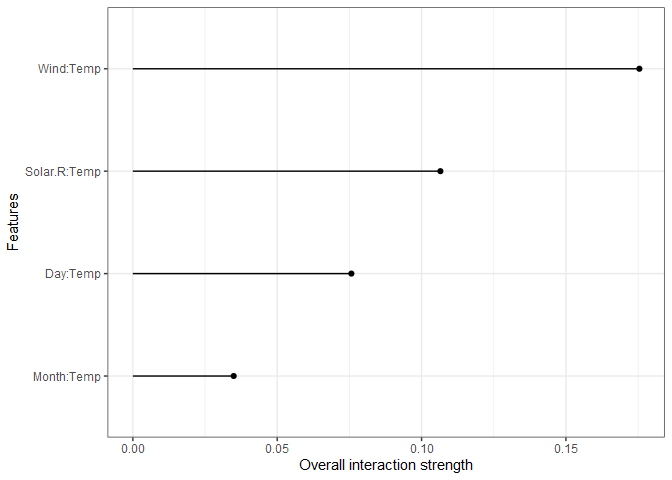 Wind:Temp
Solar.R:Temp
Day:Temp
Month:Temp
Features
0.00 0.05 0.10 0.15
Overall interaction strength